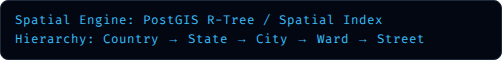 Spatial Engine: PostGIS R-Tree / Spatial Index
Hierarchy: Country → State → City → Ward → Street